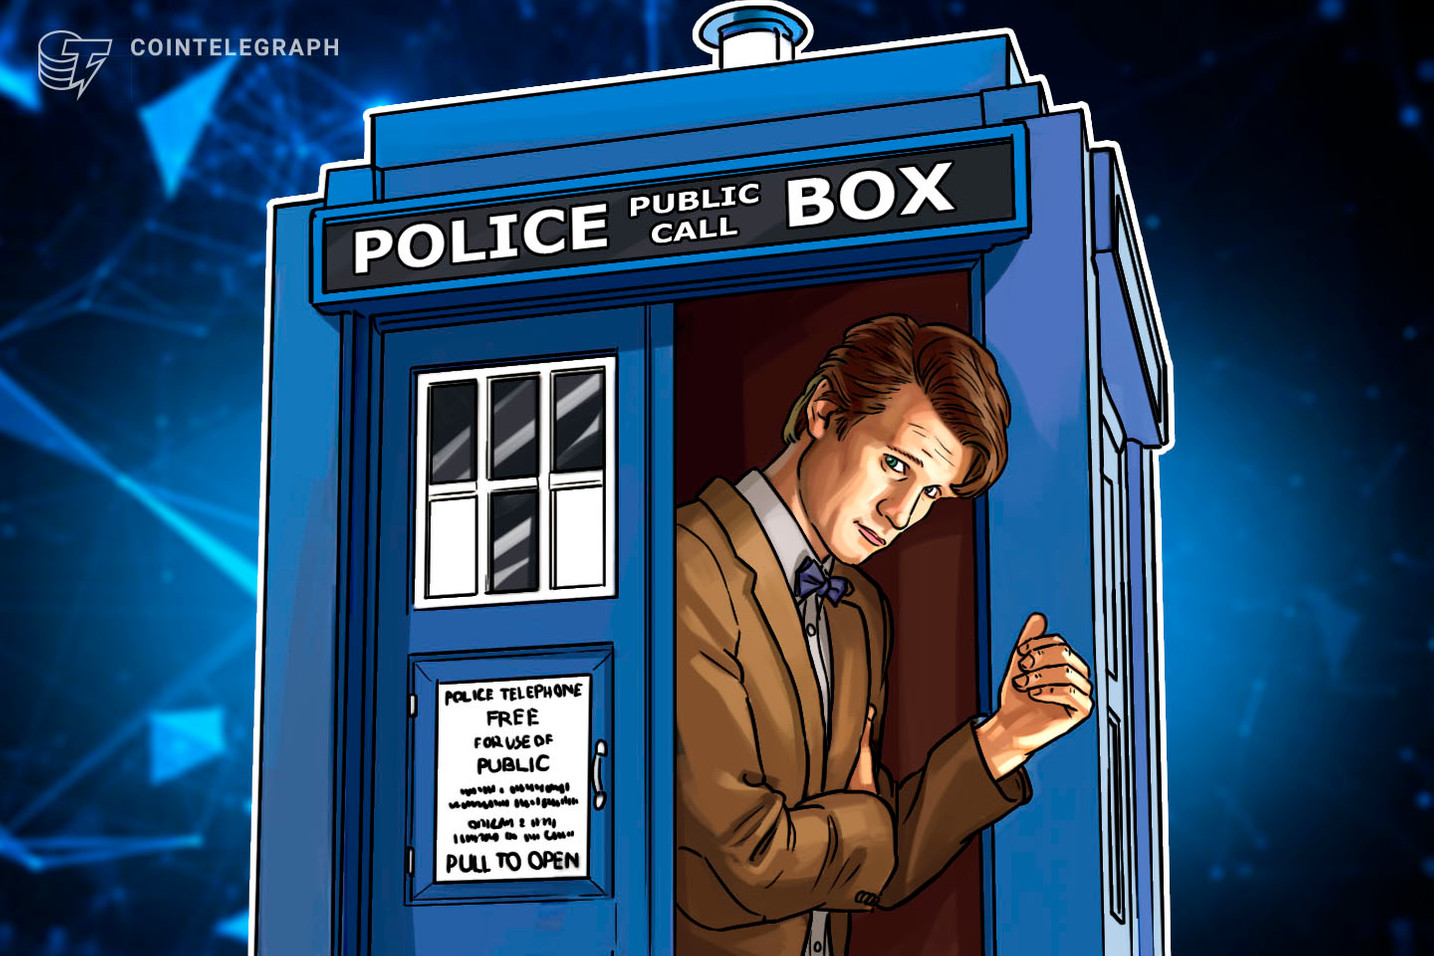 COINTELEGRAPH
POLICE PUBLIC CALL BOX
POLICE TELEPHONE
FREE
FOR USE OF
PUBLIC
PULL TO OPEN